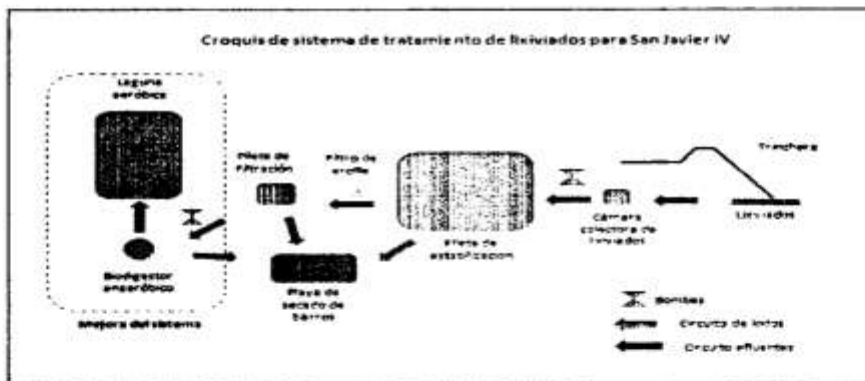 Croquis de sistema de tratamiento de lixiviados para San Javier IV
Laguna
aeróbica
Pileta de
filtración
Filtro de
Trinchera
Lixiviados
Cámara
colectora de
lixiviados
Pileta de
estabilización
Biodigestor
anaeróbico
Playa de
secado de
barros
Mejora del sistema
Bombas
Circuito de lodos
Circuito efluentes